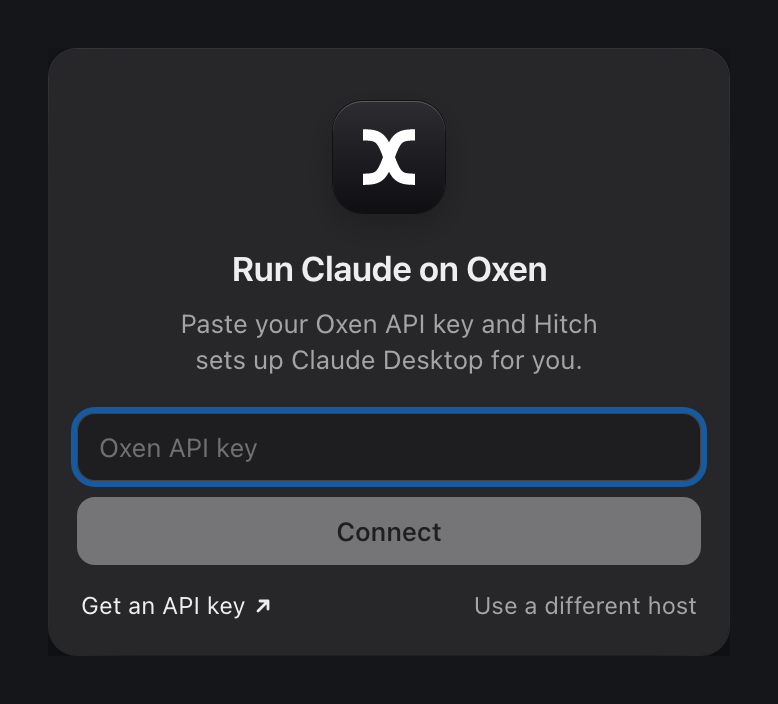 Run Claude on Oxen
Paste your Oxen API key and Hitch
sets up Claude Desktop for you.
Oxen API key
Connect
Get an API key ↗
Use a different host